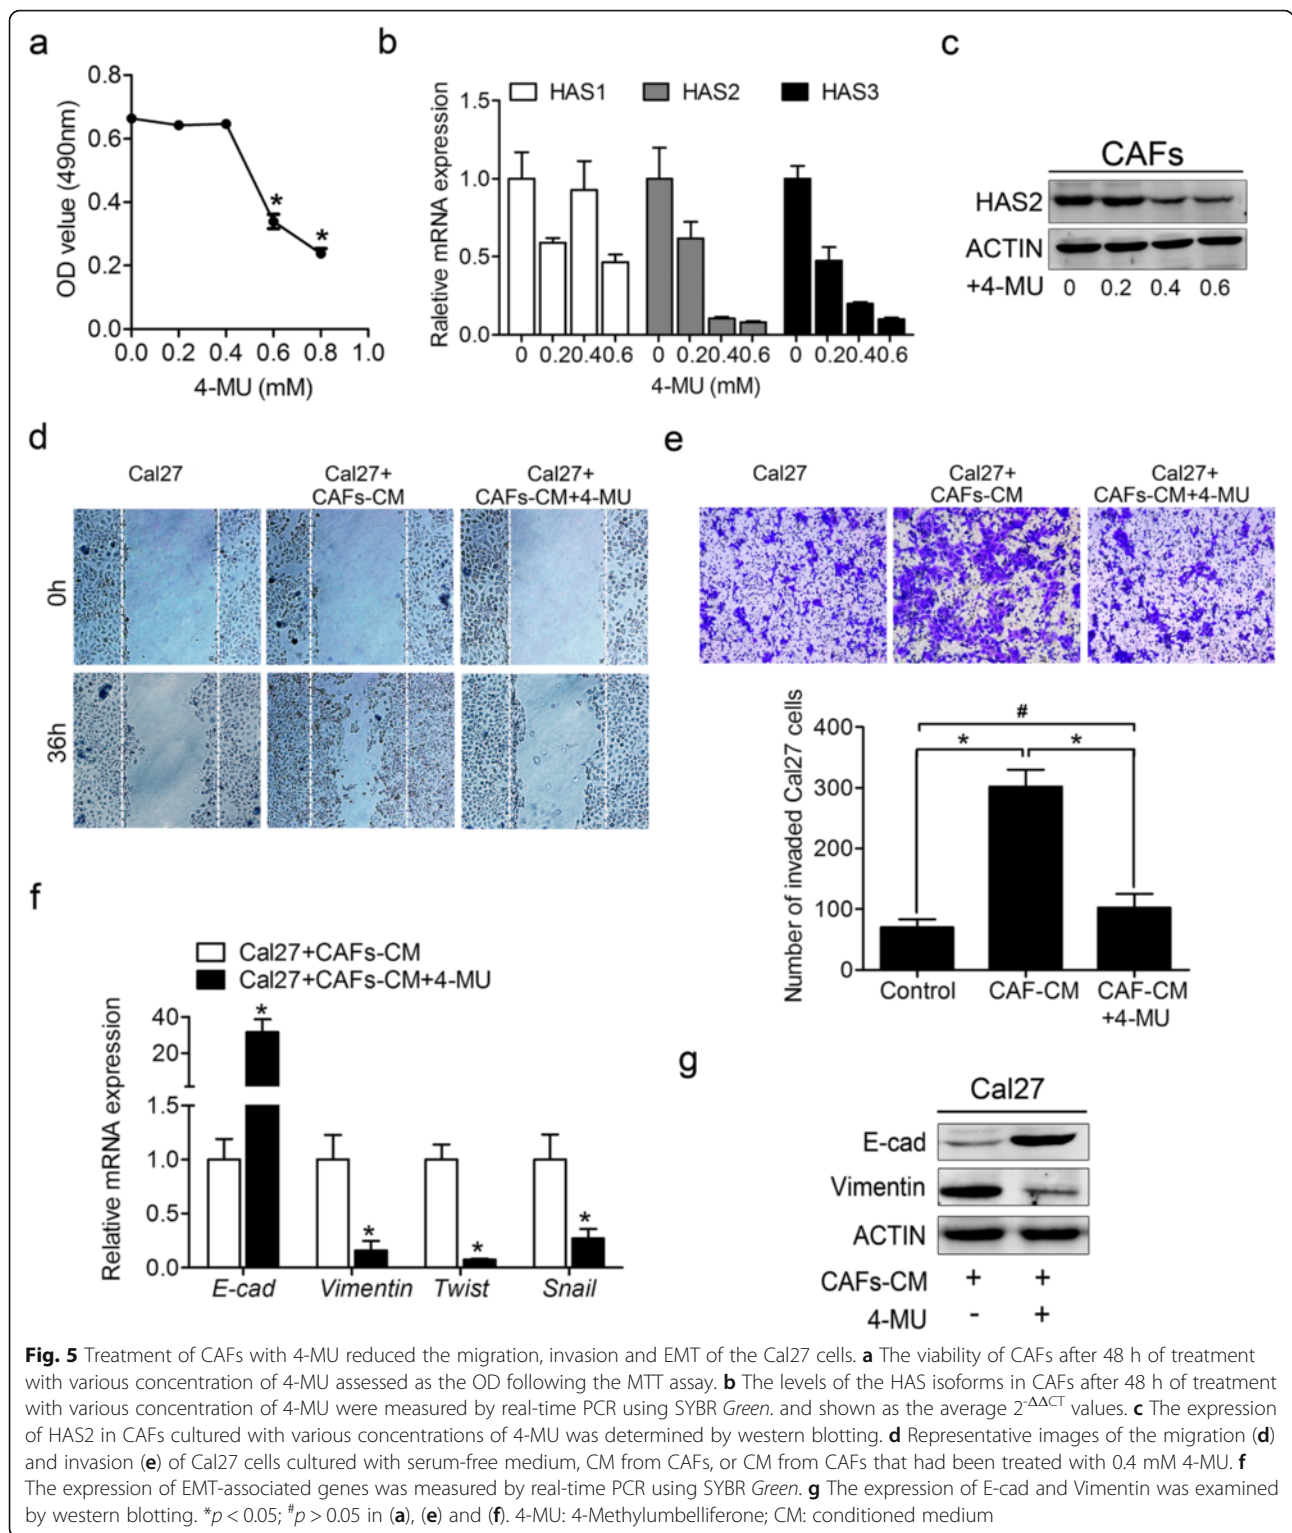 a
0.8
0.6
0.4
0.2
0.0
OD velue (490nm)
*
*
0.0 0.2 0.4 0.6 0.8 1.0
4-MU (mM)
b
HAS1 HAS2 HAS3
1.5
1.0
0.5
0.0
Raletive mRNA expression
0 0.20.40.6 0 0.20.40.6 0 0.20.40.6
4-MU (mM)
c
CAFs
HAS2
ACTIN
+4-MU 0 0.2 0.4 0.6
d
Cal27 Cal27+ Cal27+
CAFs-CM CAFs-CM+4-MU
0h
36h
e
Cal27 Cal27+ Cal27+
CAFs-CM CAFs-CM+4-MU
Number of invaded Cal27 cells
400
300
200
100
0
#
* *
Control CAF-CM CAF-CM
+4-MU
f
Cal27+CAFs-CM
Cal27+CAFs-CM+4-MU
Relative mRNA expression
40
20
1.5
1.0
0.5
0.0
*
* * *
E-cad Vimentin Twist Snail
g
Cal27
E-cad
Vimentin
ACTIN
CAFs-CM + +
4-MU - +
Fig. 5 Treatment of CAFs with 4-MU reduced the migration, invasion and EMT of the Cal27 cells. a The viability of CAFs after 48 h of treatment
with various concentration of 4-MU assessed as the OD following the MTT assay. b The levels of the HAS isoforms in CAFs after 48 h of treatment
with various concentration of 4-MU were measured by real-time PCR using SYBR Green. and shown as the average 2^-ΔΔCT values. c The expression
of HAS2 in CAFs cultured with various concentrations of 4-MU was determined by western blotting. d Representative images of the migration (d)
and invasion (e) of Cal27 cells cultured with serum-free medium, CM from CAFs, or CM from CAFs that had been treated with 0.4 mM 4-MU. f
The expression of EMT-associated genes was measured by real-time PCR using SYBR Green. g The expression of E-cad and Vimentin was examined
by western blotting. *p < 0.05; #p > 0.05 in (a), (e) and (f). 4-MU: 4-Methylumbelliferone; CM: conditioned medium